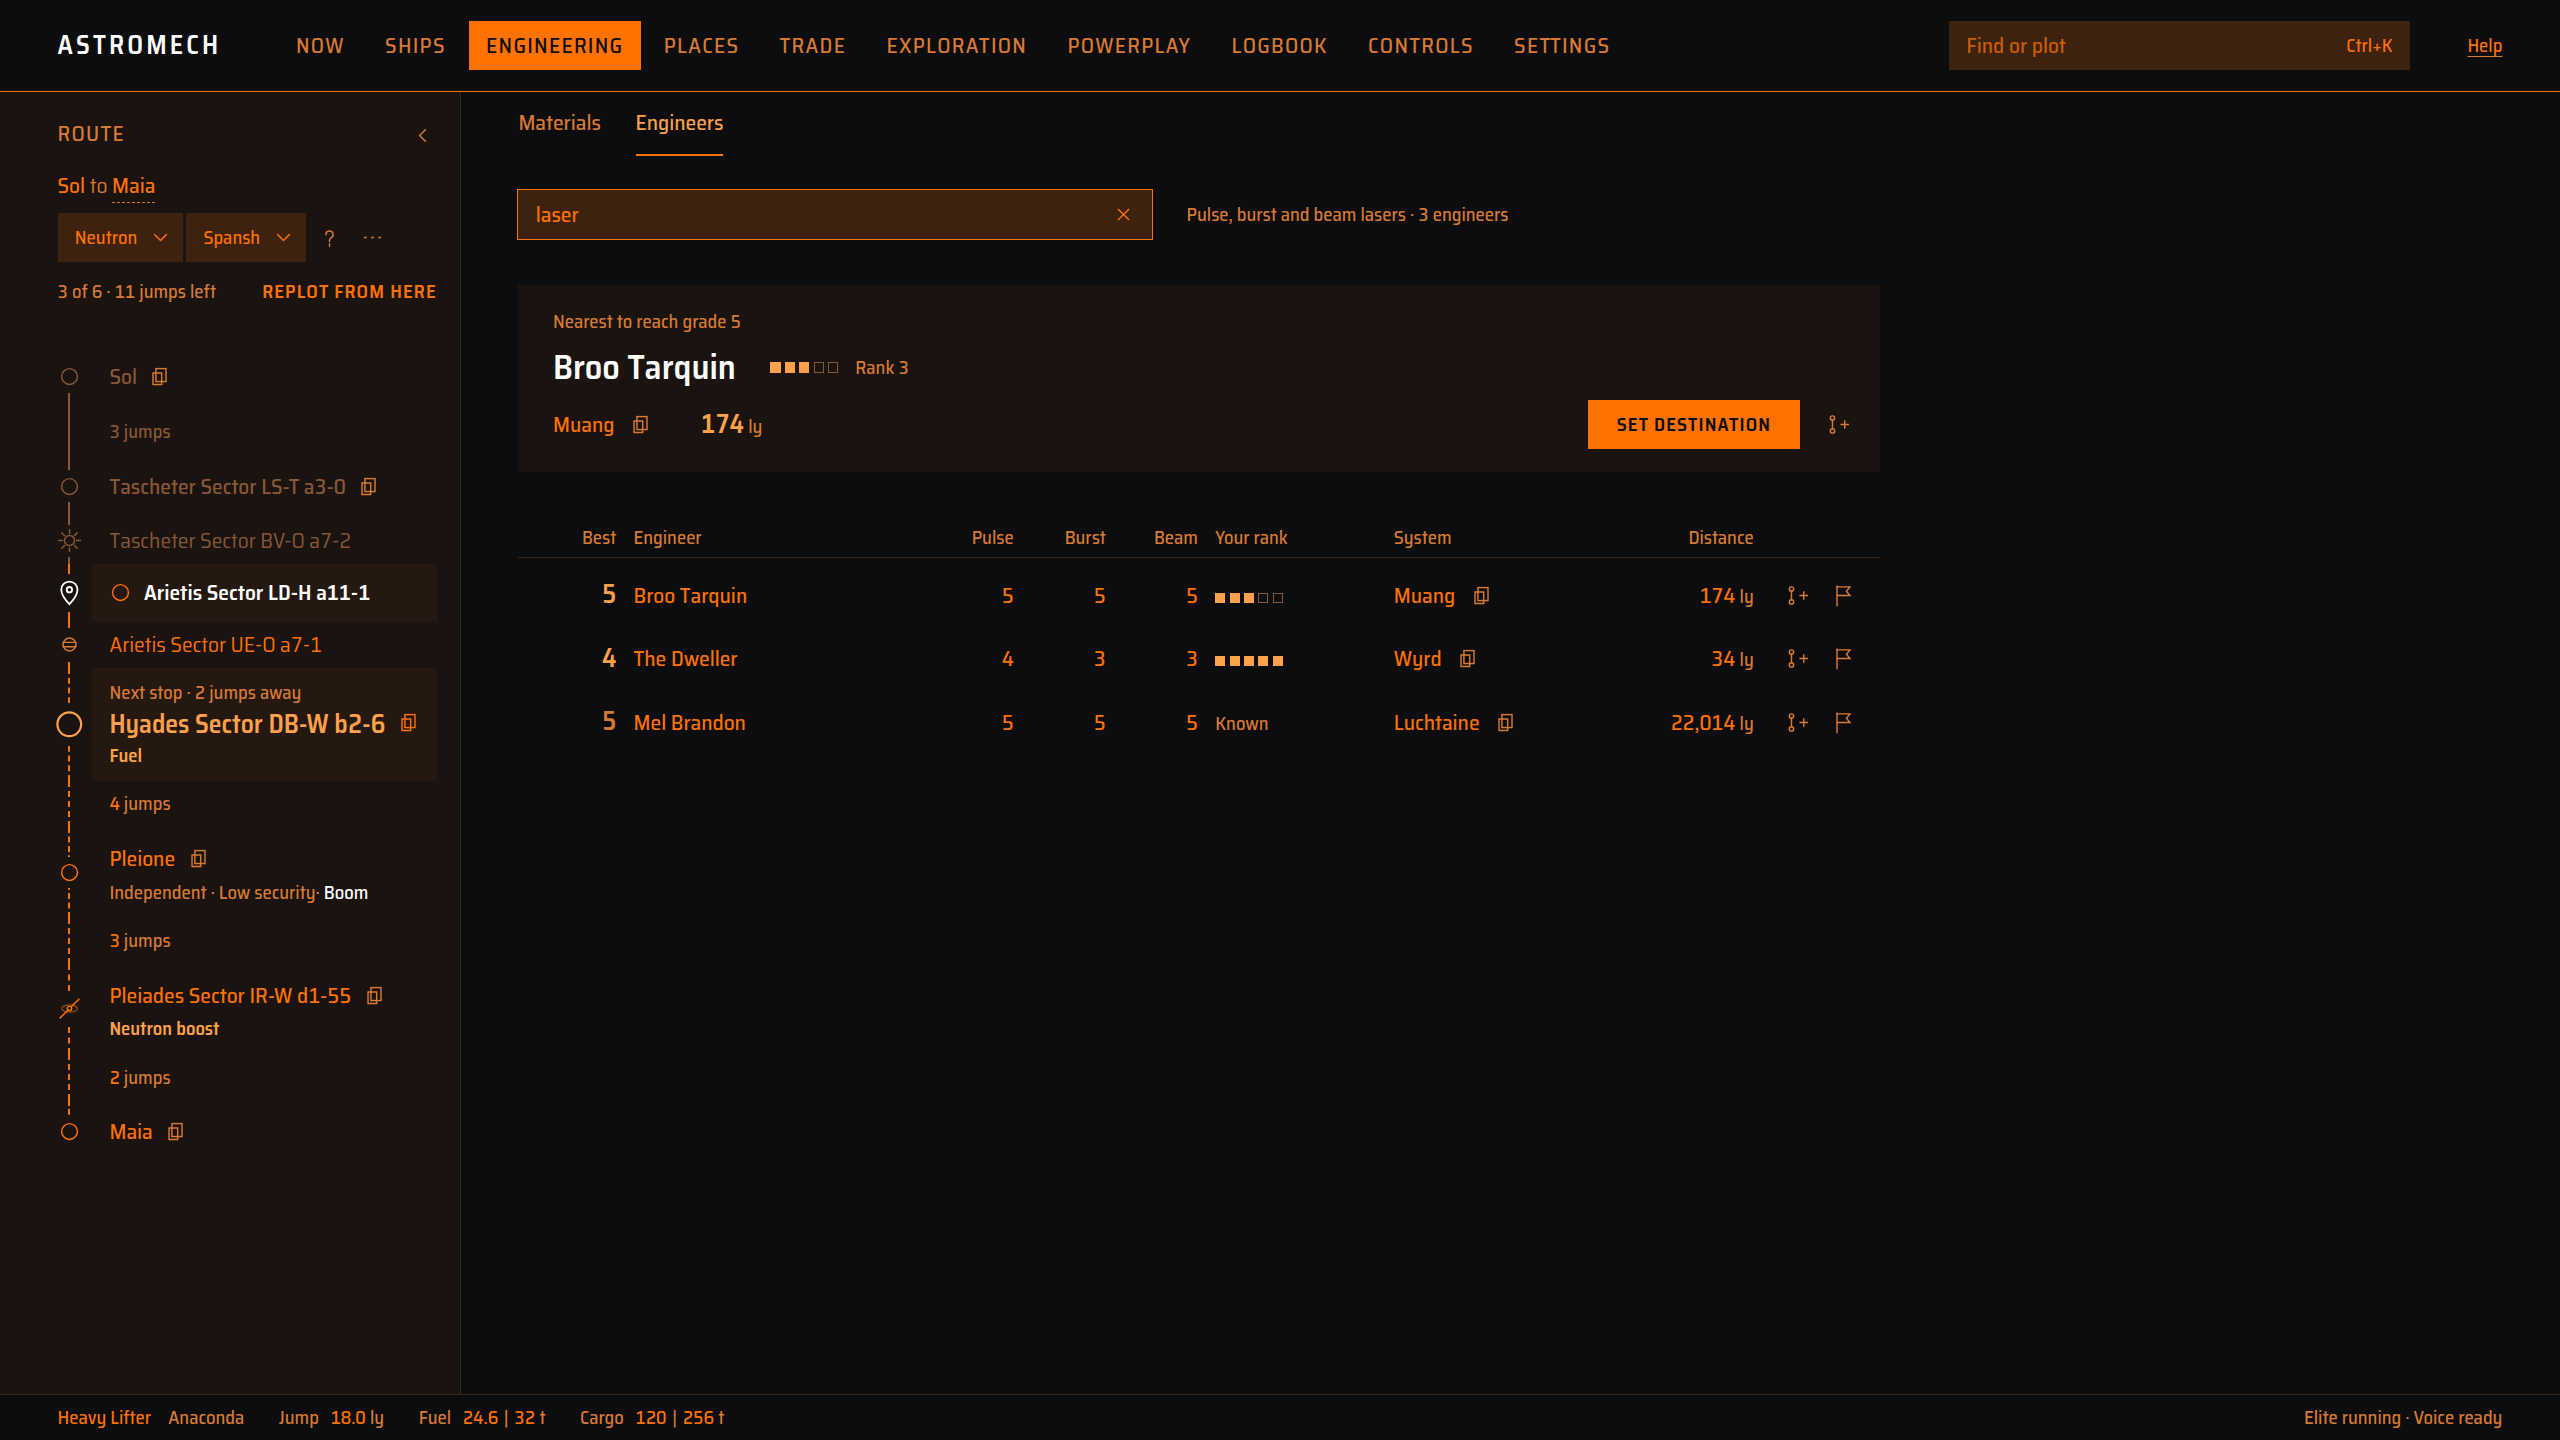 ASTROMECH NOW SHIPS ENGINEERING PLACES TRADE EXPLORATION POWERPLAY LOGBOOK CONTROLS SETTINGS Find or plot Ctrl+K Help
ROUTE
Sol to Maia
Neutron Spansh ? ···
3 of 6 · 11 jumps left REPLOT FROM HERE
Sol
3 jumps
Tascheter Sector LS-T a3-0
Tascheter Sector BV-O a7-2
Arietis Sector LD-H a11-1
Arietis Sector UE-O a7-1
Next stop · 2 jumps away
Hyades Sector DB-W b2-6
Fuel
4 jumps
Pleione
Independent · Low security · Boom
3 jumps
Pleiades Sector IR-W d1-55
Neutron boost
2 jumps
Maia
Materials Engineers
laser Pulse, burst and beam lasers · 3 engineers
Nearest to reach grade 5
Broo Tarquin Rank 3
Muang 174 ly SET DESTINATION
Best Engineer Pulse Burst Beam Your rank System Distance
5 Broo Tarquin 5 5 5 Muang 174 ly
4 The Dweller 4 3 3 Wyrd 34 ly
5 Mel Brandon 5 5 5 Known Luchtaine 22,014 ly
Heavy Lifter Anaconda Jump 18.0 ly Fuel 24.6 | 32 t Cargo 120 | 256 t Elite running · Voice ready